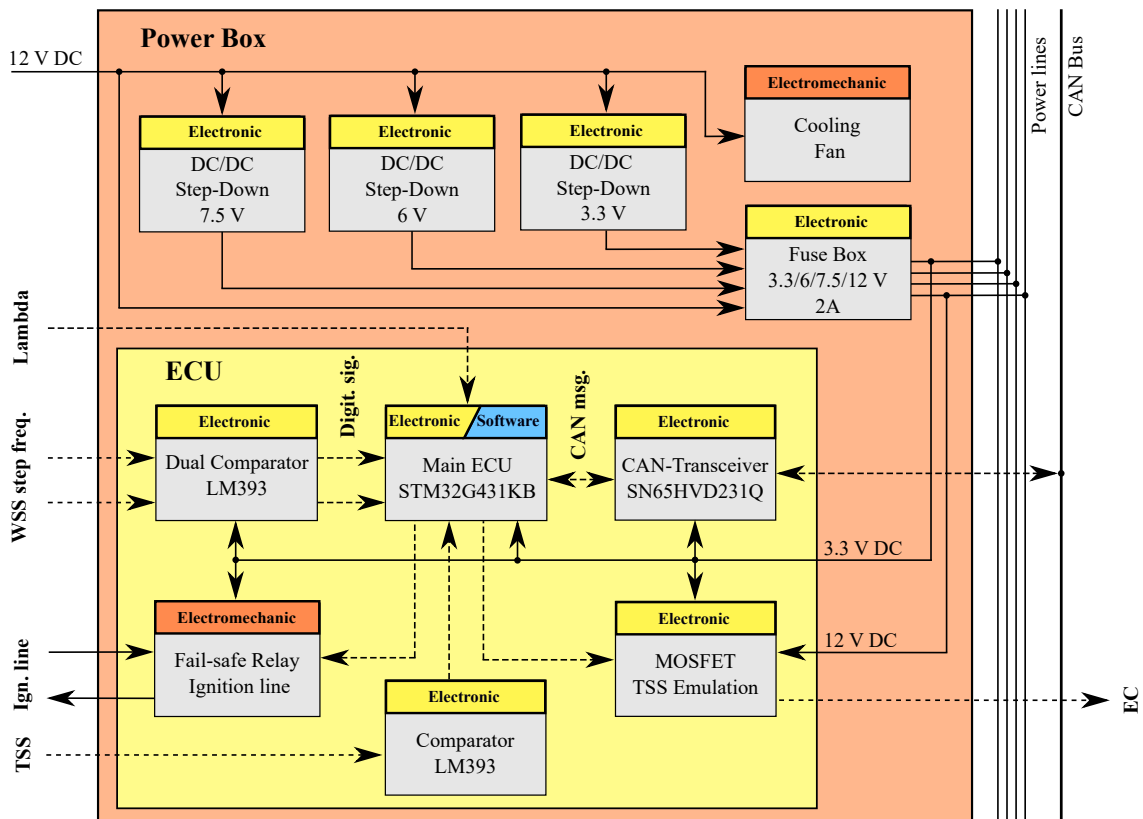 Power Box
12 V DC
Power lines
CAN Bus
Electronic
DC/DC
Step-Down
7.5 V
Electronic
DC/DC
Step-Down
6 V
Electronic
DC/DC
Step-Down
3.3 V
Electromechanic
Cooling
Fan
Electronic
Fuse Box
3.3/6/7.5/12 V
2A
Lambda
ECU
Digit. sig.
CAN msg.
WSS step freq.
Electronic
Dual Comparator
LM393
Electronic
Software
Main ECU
STM32G431KB
Electronic
CAN-Transceiver
SN65HVD231Q
3.3 V DC
Ign. line
Electromechanic
Fail-safe Relay
Ignition line
Electronic
MOSFET
TSS Emulation
12 V DC
EC
TSS
Electronic
Comparator
LM393